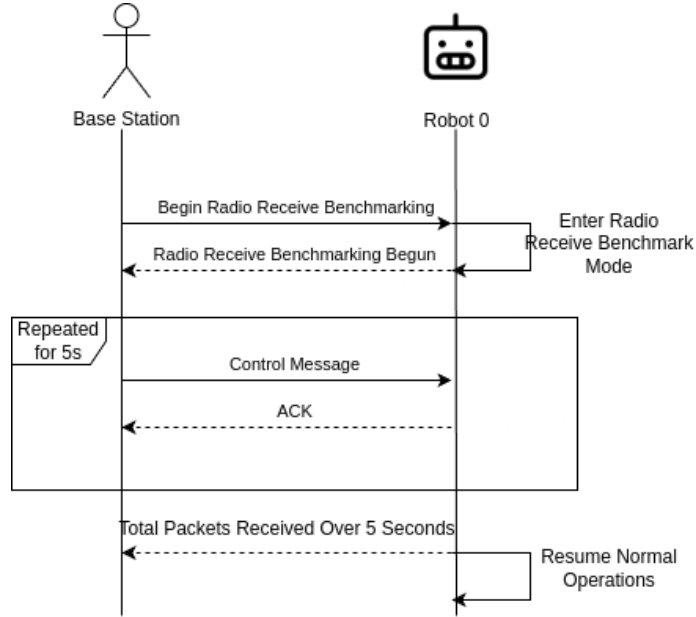 Base Station
Robot 0
Begin Radio Receive Benchmarking
Enter Radio
Receive Benchmark
Mode
Radio Receive Benchmarking Begun
Repeated
for 5s
Control Message
ACK
Total Packets Received Over 5 Seconds
Resume Normal
Operations